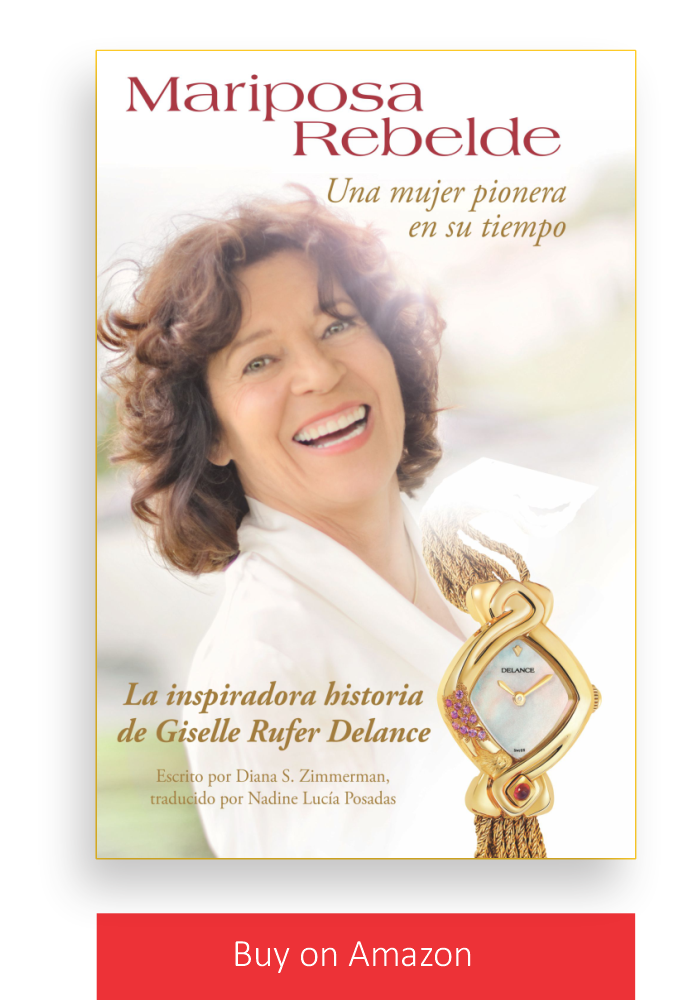 Mariposa
Rebelde
Una mujer pionera
en su tiempo
DELANCE
La inspiradora historia
de Giselle Rufer Delance
Escrito por Diana S. Zimmerman,
traducido por Nadine Lucía Posadas
Buy on Amazon